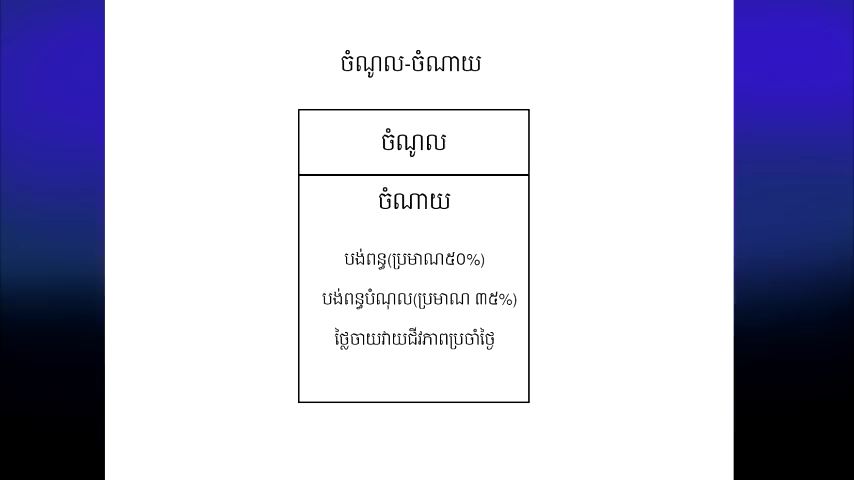 ចំណូល-ចំណាយ
ចំណូល
ចំណាយ
បង់ពន្ធ(ប្រមាណ៥០%)
បង់ពន្ធបំណុល(ប្រមាណ ៣៥%)
ថ្លៃចាយវាយជីវភាពប្រចាំថ្ងៃ